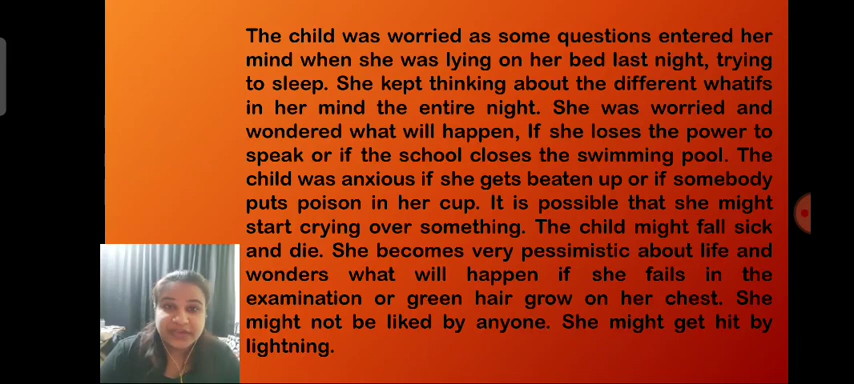 The child was worried as some questions entered her
mind when she was lying on her bed last night, trying
to sleep. She kept thinking about the different whatifs
in her mind the entire night. She was worried and
wondered what will happen, If she loses the power to
speak or if the school closes the swimming pool. The
child was anxious if she gets beaten up or if somebody
puts poison in her cup. It is possible that she might
start crying over something. The child might fall sick
and die. She becomes very pessimistic about life and
wonders what will happen if she fails in the
examination or green hair grow on her chest. She
might not be liked by anyone. She might get hit by
lightning.